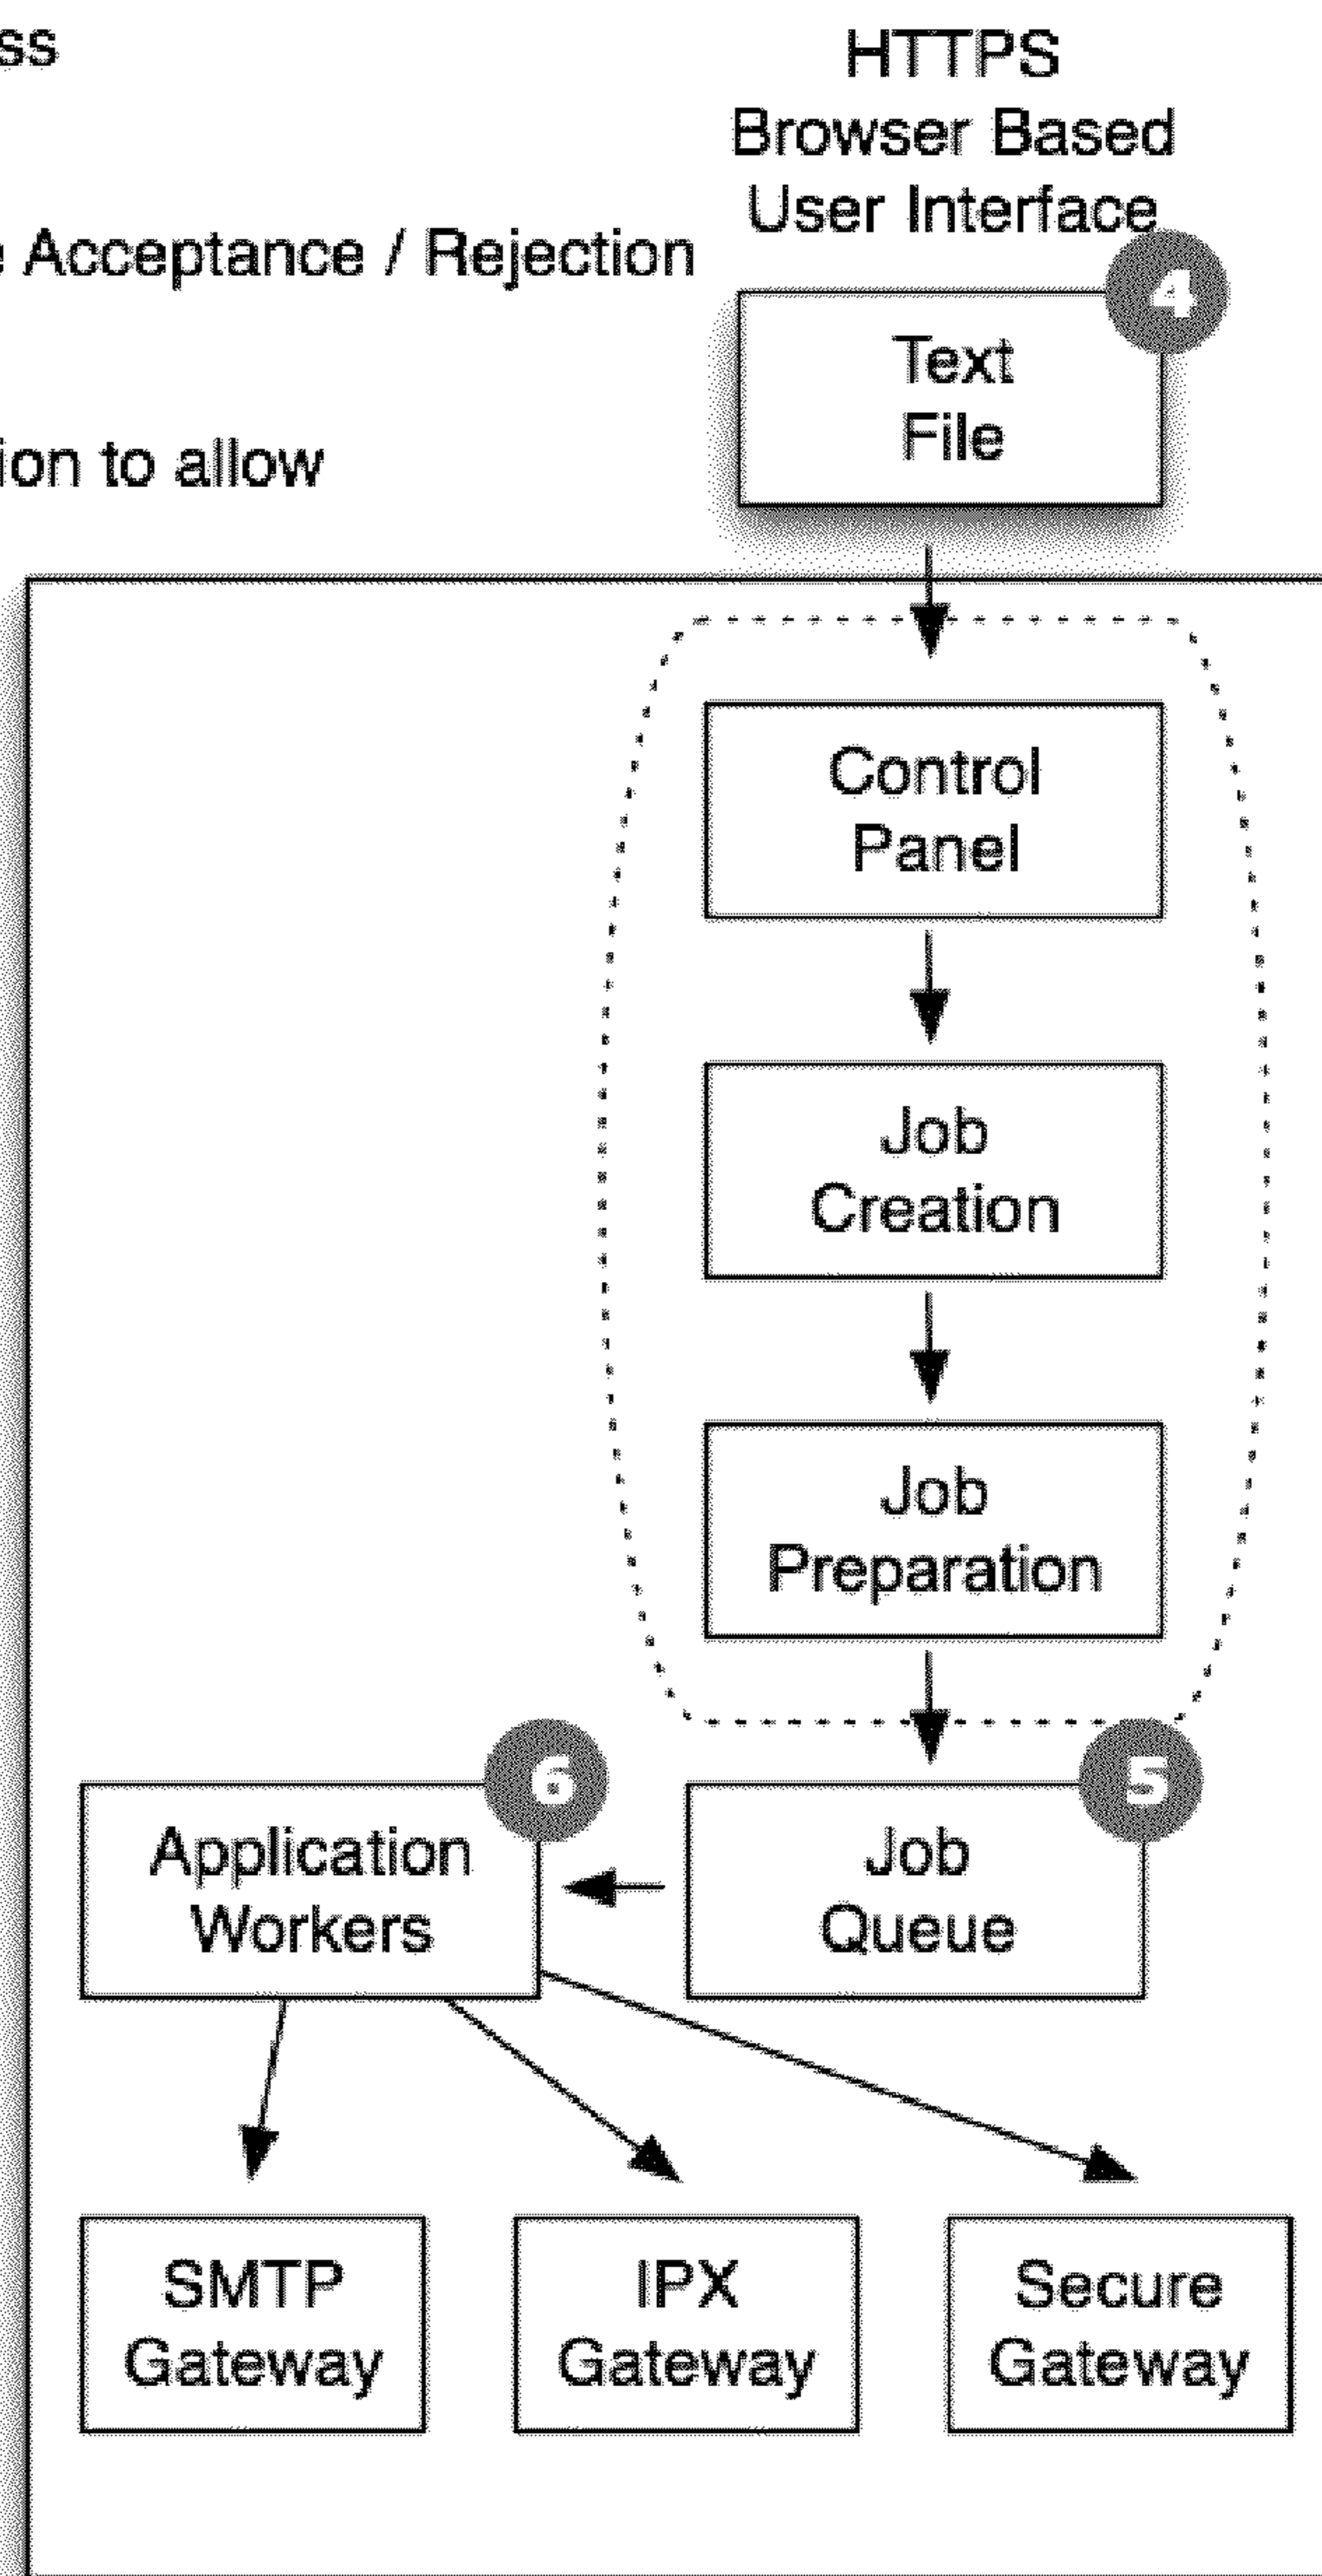 ss
HTTPS
Browser Based
User Interface
Acceptance / Rejection
4
Text
File
ion to allow
Control
Panel
Job
Creation
Job
Preparation
6
5
Application
Workers
Job
Queue
SMTP
Gateway
IPX
Gateway
Secure
Gateway